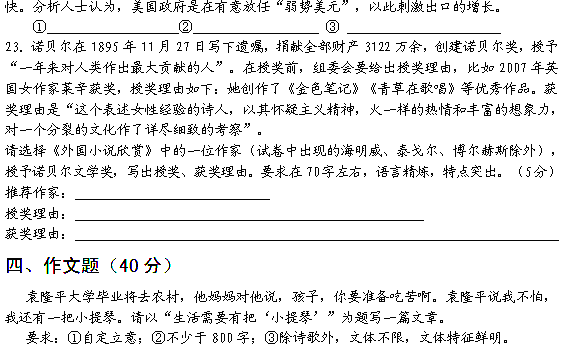 快。分析人士认为，美国政府是在有意放任“弱势美元”，以此刺激出口的增长。
①____________________ ②____________________ ③____________________
23. 诺贝尔在 1895 年 11 月 27 日写下遗嘱，捐献全部财产 3122 万余，创建诺贝尔奖，授予
“一年来对人类作出最大贡献的人”。在授奖前，组委会要给出授奖理由，比如 2007 年英
国女作家莱辛获奖，授奖理由如下：她创作了《金色笔记》《青草在歌唱》等优秀作品。获
奖理由是“这个表述女性经验的诗人，以其怀疑主义精神，火一样的热情和丰富的想象力，
对一个分裂的文化作了详尽细致的考察”。
请选择《外国小说欣赏》中的一位作家（试卷中出现的海明威、泰戈尔、博尔赫斯除外），
授予诺贝尔文学奖，写出授奖、获奖理由。要求在 70 字左右，语言精炼，特点突出。（5分）
推荐作家：____________________
授奖理由：____________________
获奖理由：____________________
四、作文题（40 分）
袁隆平大学毕业将去农村，他妈妈对他说，孩子，你要准备吃苦啊。袁隆平说我不怕，
我还有一把小提琴。请以“生活需要有把‘小提琴’”为题写一篇文章。
要求：①自定立意；②不少于 800 字；③除诗歌外，文体不限，文体特征鲜明。